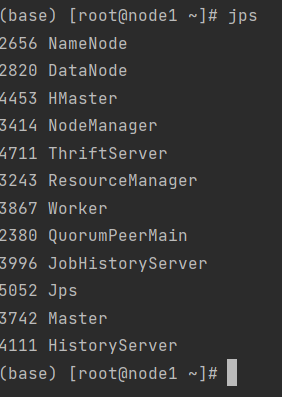 (base) [root@node1 ~]# jps
2656 NameNode
2820 DataNode
4453 HMaster
3414 NodeManager
4711 ThriftServer
3243 ResourceManager
3867 Worker
2380 QuorumPeerMain
3996 JobHistoryServer
5052 Jps
3742 Master
4111 HistoryServer
(base) [root@node1 ~]#